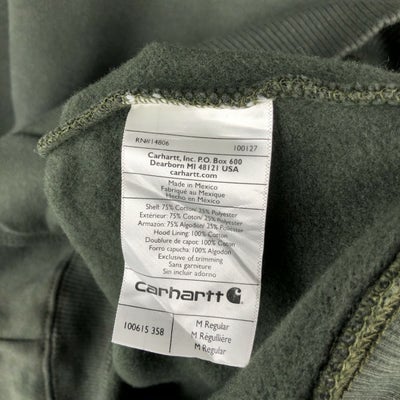 RN#14806 100127
Carhartt, Inc. P.O. Box 600
Dearborn MI 48121 USA
carhartt.com
Made in Mexico
Fabriqué au Mexique
Hecho en México
Shell: 75% Cotton/ 25% Polyester
Extérieur: 75% Coton/ 25% Polyester
Armazon: 75% Algodón/ 25% Poliéster
Hood Lining: 100% Cotton
Doublure de capot: 100% Coton
Forro capucha: 100% Algodón
Exclusive of trimming
Sans garniture
Sin incluir adorno
Carhartt
100615 358
M Regular
M Régulière
M Regular